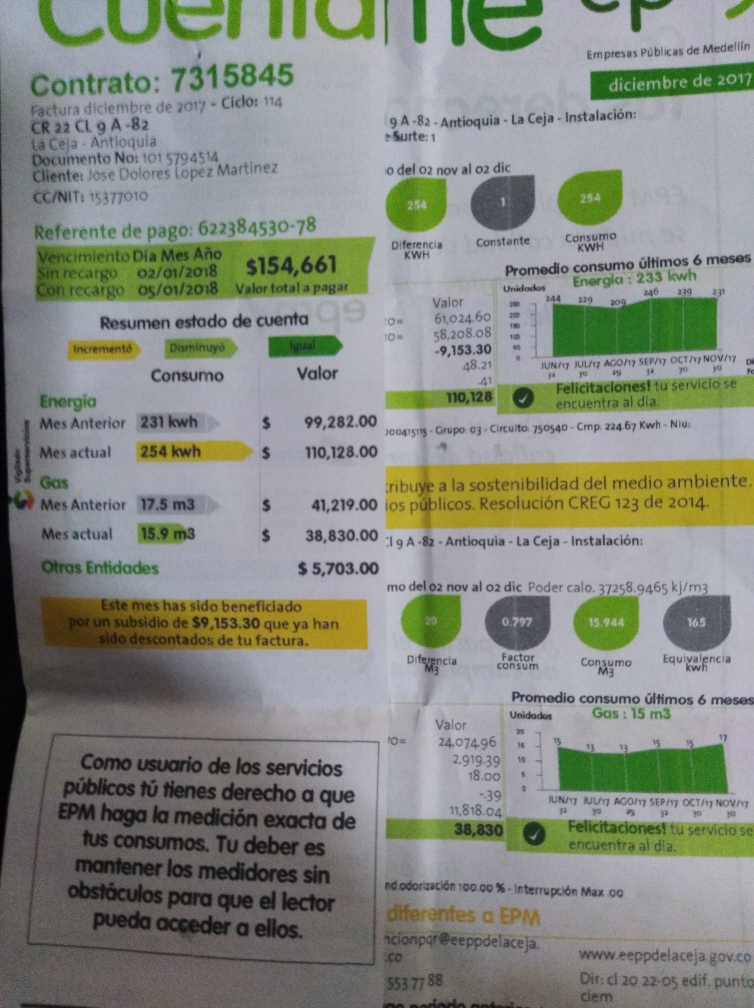 Cuénta
Contrato: 7315845
Factura diciembre de 2017 - Ciclo: 114
CR 22 CL 9 A -82
La Ceja - Antioquia
Documento No: 1015794514
Cliente: Jose Dolores Lopez Martinez
CC/NIT: 15377010
Referente de pago: 622384530-78
Vencimiento Dia Mes Año
Sin recargo 02/01/2018 $154,661
Con recargo 05/01/2018 Valor total a pagar
Resumen estado de cuenta
Incrementó Disminuyó Igual
Consumo Valor
Energía
Mes Anterior 231 kwh $ 99,282.00
Mes actual 254 kwh $ 110,128.00
Gas
Mes Anterior 17.5 m3 $ 41,219.00
Mes actual 15.9 m3 $ 38,830.00
Otras Entidades $ 5,703.00
Vigilado
Este mes has sido beneficiado
por un subsidio de $9,153.30 que ya han
sido descontados de tu factura.
Como usuario de los servicios
públicos tú tienes derecho a que
EPM haga la medición exacta de
tus consumos. Tu deber es
mantener los medidores sin
obstáculos para que el lector
pueda acceder a ellos.
me ep
Empresas Públicas de Medellín
diciembre de 2017
9 A -82 - Antioquia - La Ceja - Instalación:
e Surte: 1
o del 02 nov al 02 dic
254 1 254
Diferencia Constante Consumo
KWH KWH
Promedio consumo últimos 6 meses
Energía : 233 kwh
Unidades
244 229 209 246 239 231
JUN/17 JUL/17 AGO/17 SEP/17 OCT/17 NOV/17
Valor
61,024.60
58,208.08
-9,153.30
48.21
.41
110,128
Felicitaciones! tu servicio se
encuentra al día.
00041515 - Grupo: 03 - Circuito: 750540 - Cmp. 224.67 Kwh - Niu:
tribuye a la sostenibilidad del medio ambiente.
ios públicos. Resolución CREG 123 de 2014.
Cl 9 A -82 - Antioquia - La Ceja - Instalación:
mo del 02 nov al 02 dic Poder calo. 37258.9465 kj/m3
20 0.797 15.944 165
Diferencia Factor Consumo Equivalencia
M3 consum M3 kwh
Promedio consumo últimos 6 meses
Gas : 15 m3
Unidades
20
15
10
5
0
15 13 13 15 15 17
JUN/17 JUL/17 AGO/17 SEP/17 OCT/17 NOV/17
Valor
24,074.96
2,919.39
18.00
-.39
11,818.04
38,830
Felicitaciones! tu servicio se
encuentra al día.
nd.odorización 100.00 % - Interrupción Max .00
diferentes a EPM
ncionpqr@eeppdelaceja.
.co
www.eeppdelaceja.gov.co
553 77 88
Dir: cl 20 22-05 edif. punto
ciem